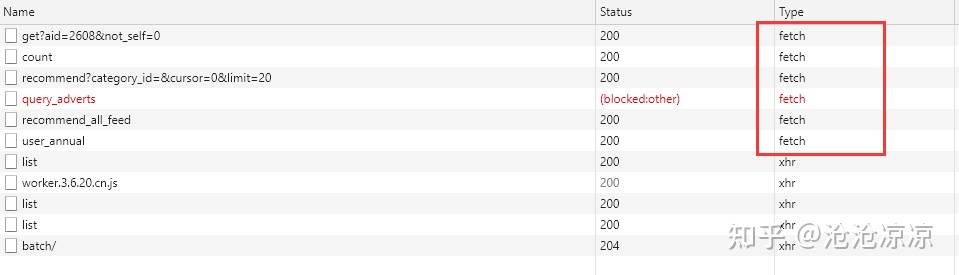 Name Status Type
get?aid=2608&not_self=0 200 fetch
count 200 fetch
recommend?category_id=&cursor=0&limit=20 200 fetch
query_adverts (blocked:other) fetch
recommend_all_feed 200 fetch
user_annual 200 fetch
list 200 xhr
worker.3.6.20.cn.js 200 xhr
list 200 xhr
list 200 xhr
batch/ 204 xhr
知乎 @沧沧凉凉